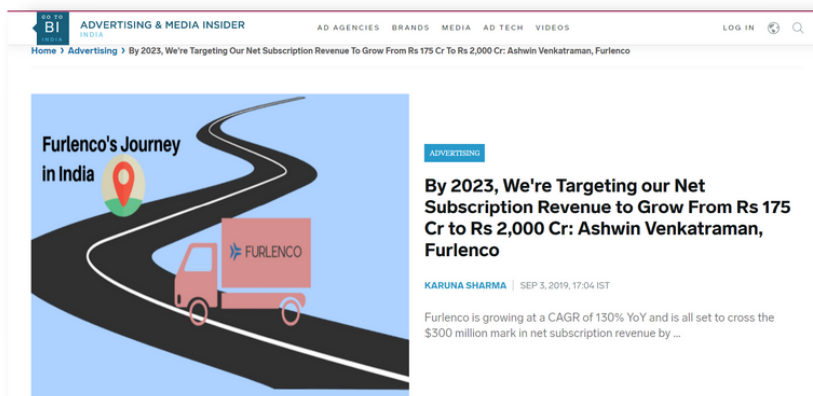 GO TO
BI
INDIA
ADVERTISING & MEDIA INSIDER
INDIA
AD AGENCIES BRANDS MEDIA AD TECH VIDEOS
LOG IN
Home > Advertising > By 2023, We're Targeting Our Net Subscription Revenue To Grow From Rs 175 Cr To Rs 2,000 Cr: Ashwin Venkatraman, Furlenco
Furlenco's Journey
in India
FURLENCO
ADVERTISING
By 2023, We're Targeting our Net
Subscription Revenue to Grow From Rs 175
Cr to Rs 2,000 Cr: Ashwin Venkatraman,
Furlenco
KARUNA SHARMA | SEP 3, 2019, 17:04 IST
Furlenco is growing at a CAGR of 130% YoY and is all set to cross the
$300 million mark in net subscription revenue by ...